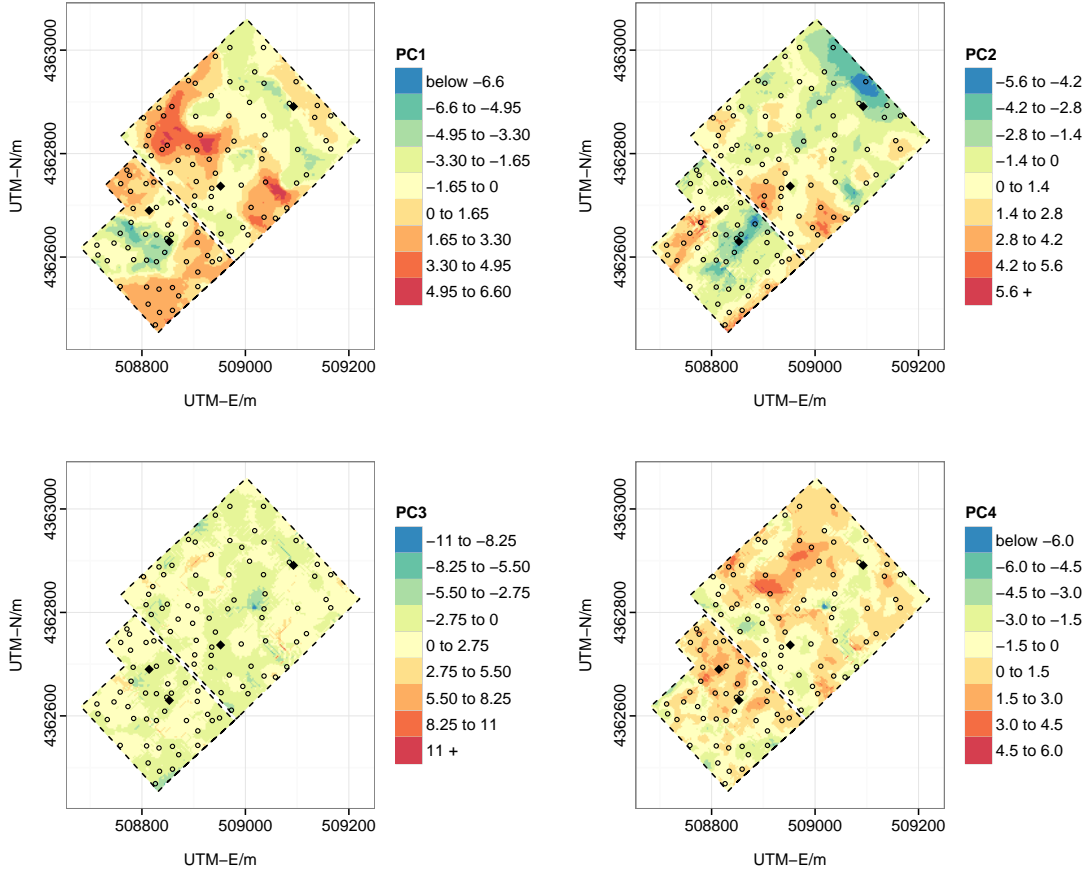 4363000
4362800
4362600
UTM−N/m
508800 509000 509200
UTM−E/m
PC1
below −6.6
−6.6 to −4.95
−4.95 to −3.30
−3.30 to −1.65
−1.65 to 0
0 to 1.65
1.65 to 3.30
3.30 to 4.95
4.95 to 6.60
4363000
4362800
4362600
UTM−N/m
508800 509000 509200
UTM−E/m
PC2
−5.6 to −4.2
−4.2 to −2.8
−2.8 to −1.4
−1.4 to 0
0 to 1.4
1.4 to 2.8
2.8 to 4.2
4.2 to 5.6
5.6 +
4363000
4362800
4362600
UTM−N/m
508800 509000 509200
UTM−E/m
PC3
−11 to −8.25
−8.25 to −5.50
−5.50 to −2.75
−2.75 to 0
0 to 2.75
2.75 to 5.50
5.50 to 8.25
8.25 to 11
11 +
4363000
4362800
4362600
UTM−N/m
508800 509000 509200
UTM−E/m
PC4
below −6.0
−6.0 to −4.5
−4.5 to −3.0
−3.0 to −1.5
−1.5 to 0
0 to 1.5
1.5 to 3.0
3.0 to 4.5
4.5 to 6.0